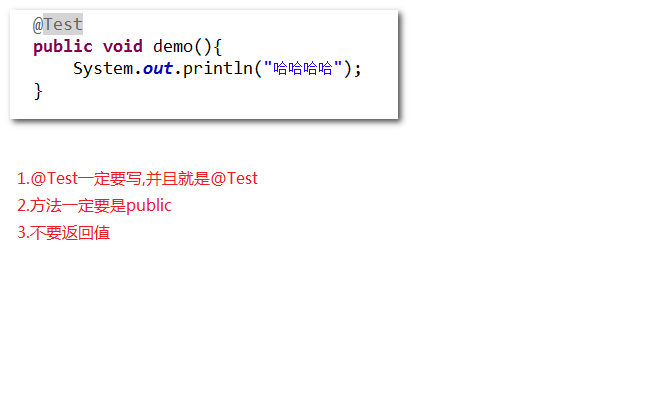 @Test
public void demo(){
    System.out.println("哈哈哈哈");
}
1.@Test一定要写,并且就是@Test
2.方法一定要是public
3.不要返回值